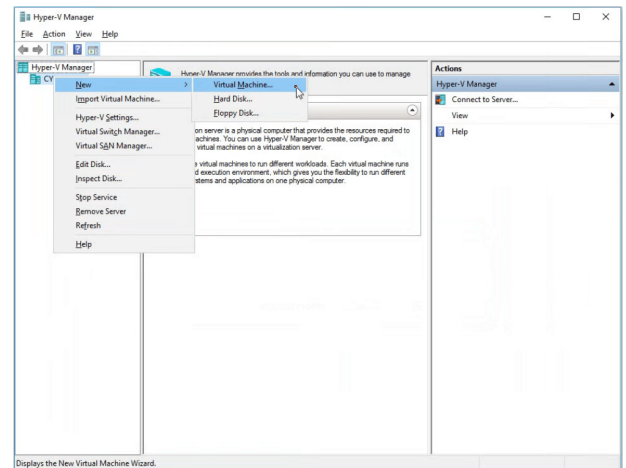 Hyper-V Manager
File Action View Help
Hyper-V Manager
CY
New
Import Virtual Machine...
Hyper-V Settings...
Virtual Switch Manager...
Virtual SAN Manager...
Edit Disk...
Inspect Disk...
Stop Service
Remove Server
Refresh
Help
Virtual Machine...
Hard Disk...
Floppy Disk...
Hyper-V Manager provides the tools and information you can use to manage
on server is a physical computer that provides the resources required to
achines. You can use Hyper-V Manager to create, configure, and
virtual machines on a virtualization server.
virtual machines to run different workloads. Each virtual machine runs
d execution environment, which gives you the flexibility to run different
stems and applications on one physical computer.
Actions
Hyper-V Manager
Connect to Server...
View
Help
Displays the New Virtual Machine Wizard.